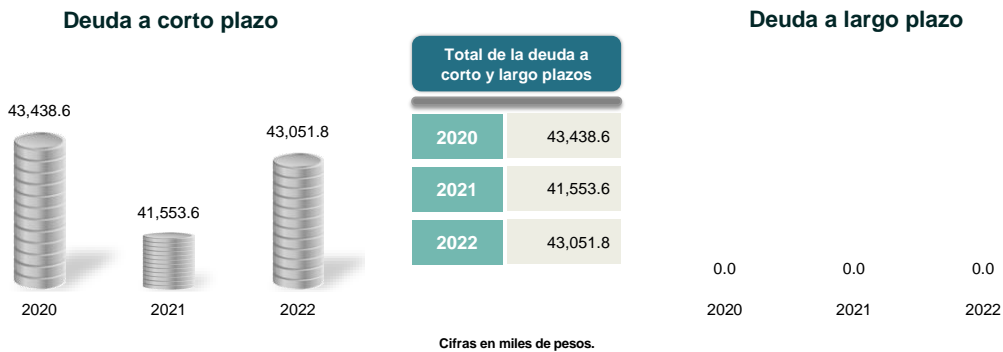 Deuda a corto plazo
43,438.6
41,553.6
43,051.8
2020
2021
2022
Total de la deuda a
corto y largo plazos
2020 43,438.6
2021 41,553.6
2022 43,051.8
Deuda a largo plazo
0.0 0.0 0.0
2020 2021 2022
Cifras en miles de pesos.